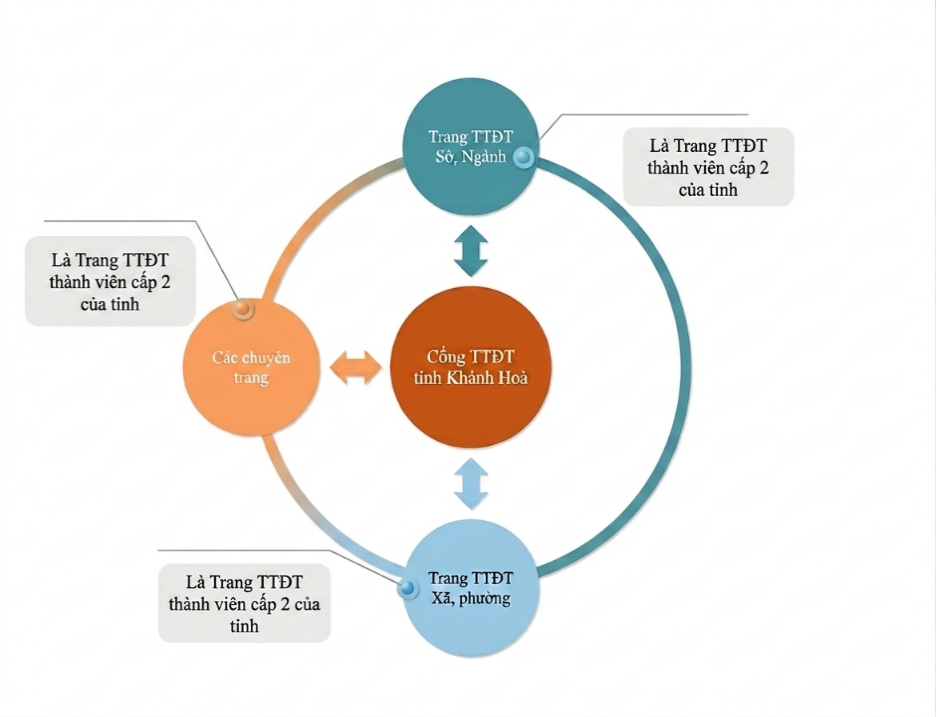 Trang TTĐT
Sở, Ngành
Là Trang TTĐT
thành viên cấp 2
của tỉnh
Là Trang TTĐT
thành viên cấp 2
của tỉnh
Các chuyên
trang
Cổng TTĐT
tỉnh Khánh Hoà
Trang TTĐT
Xã, phường
Là Trang TTĐT
thành viên cấp 2 của
tỉnh